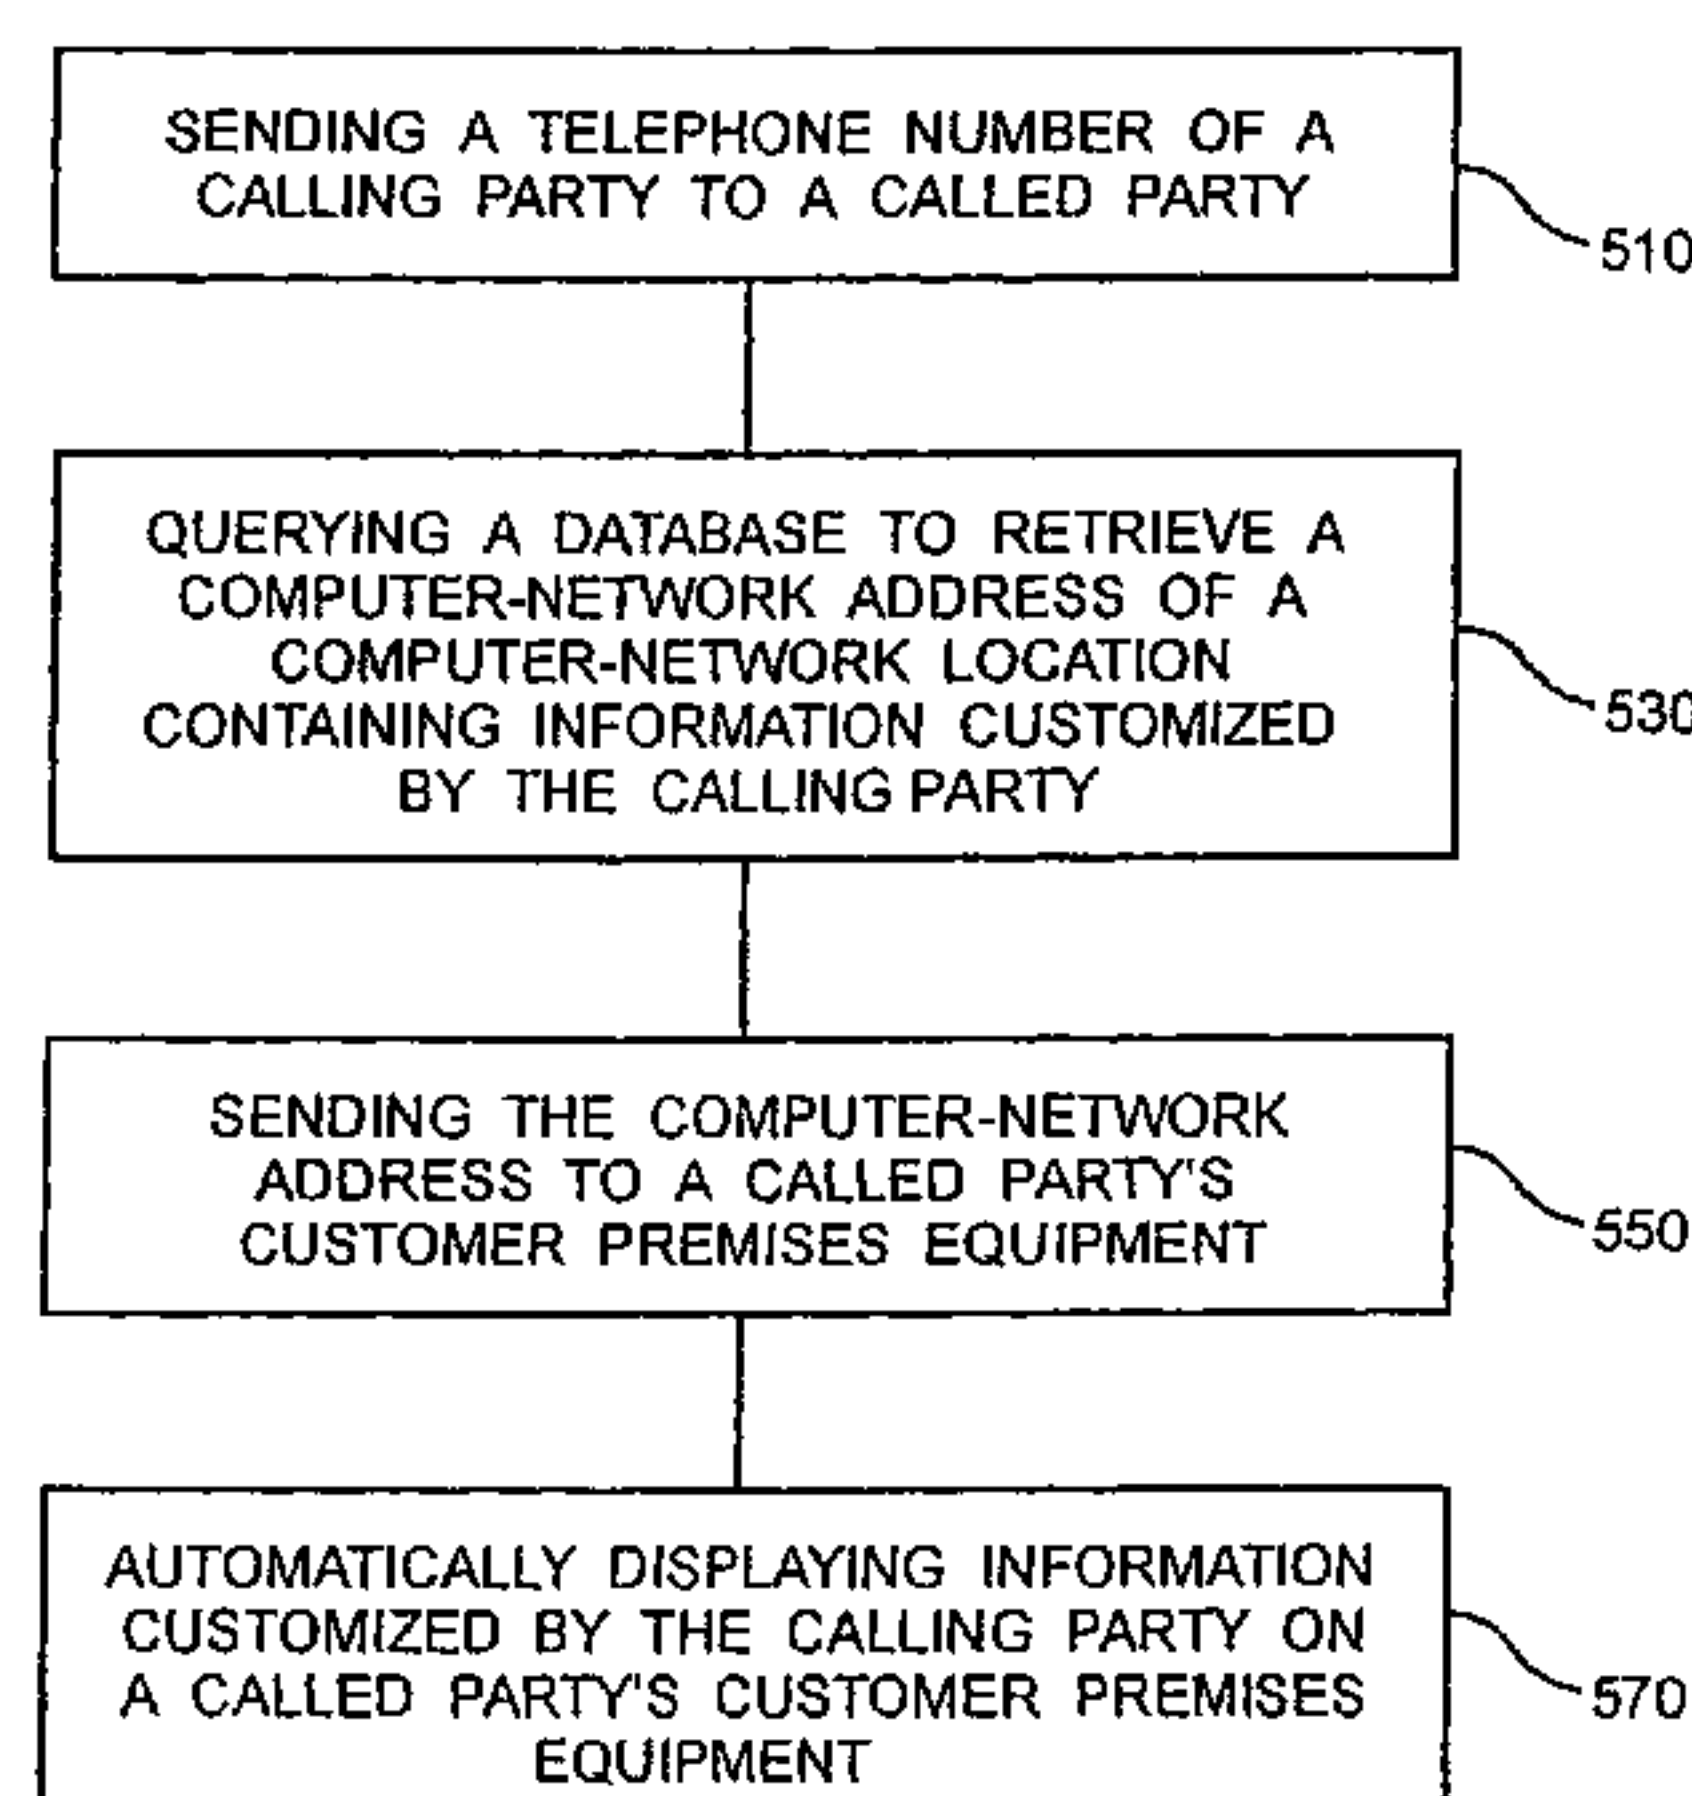 SENDING A TELEPHONE NUMBER OF A
CALLING PARTY TO A CALLED PARTY
510
QUERYING A DATABASE TO RETRIEVE A
COMPUTER-NETWORK ADDRESS OF A
COMPUTER-NETWORK LOCATION
CONTAINING INFORMATION CUSTOMIZED
BY THE CALLING PARTY
530
SENDING THE COMPUTER-NETWORK
ADDRESS TO A CALLED PARTY'S
CUSTOMER PREMISES EQUIPMENT
550
AUTOMATICALLY DISPLAYING INFORMATION
CUSTOMIZED BY THE CALLING PARTY ON
A CALLED PARTY'S CUSTOMER PREMISES
EQUIPMENT
570